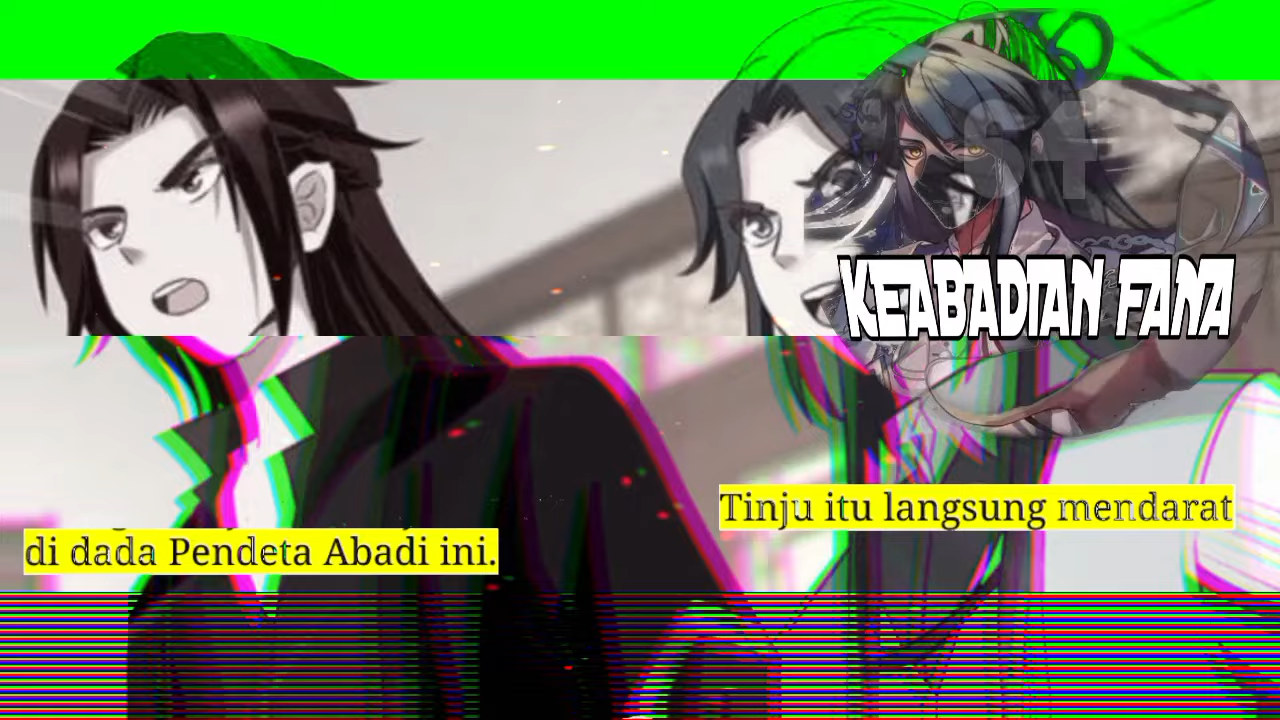 KEABADIAN FANA
Tinju itu langsung mendarat
di dada Pendeta Abadi ini.